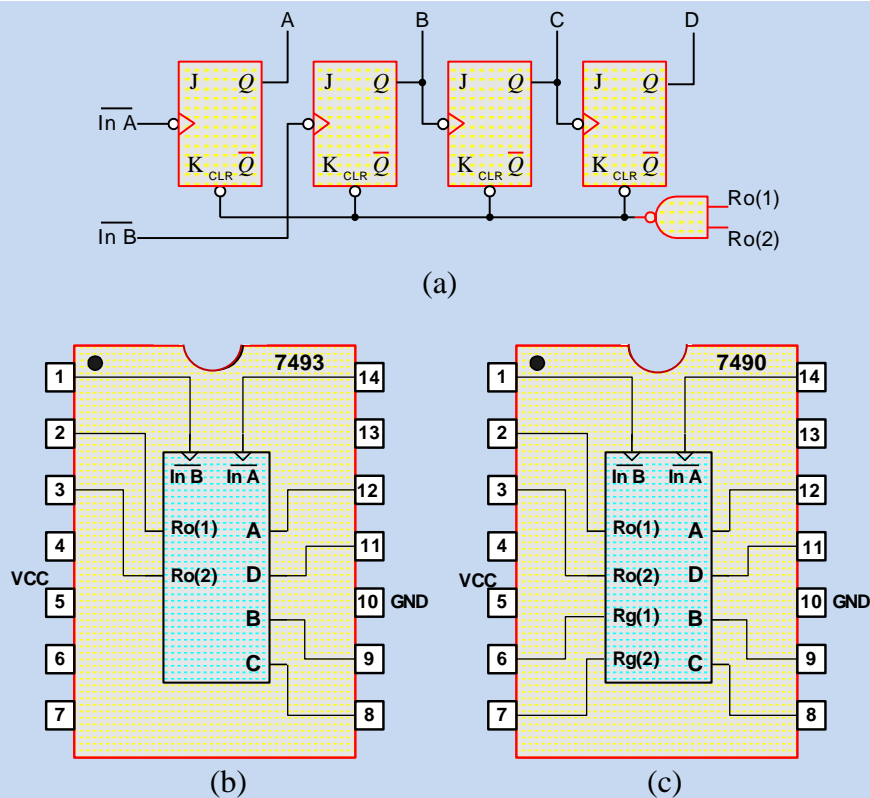 A B C D
J Q J Q J Q J Q
In A
K CLR Q K CLR Q K CLR Q K CLR Q
Ro(1)
In B
Ro(2)
(a)
7493
1 14
2 13
In B In A
3 12
Ro(1) A
4 11
Ro(2) D
VCC
5 10 GND
B
6 9
C
7 8
(b)
7490
1 14
2 13
In B In A
3 12
Ro(1) A
4 11
Ro(2) D
VCC
5 10 GND
Rg(1) B
6 9
Rg(2) C
7 8
(c)